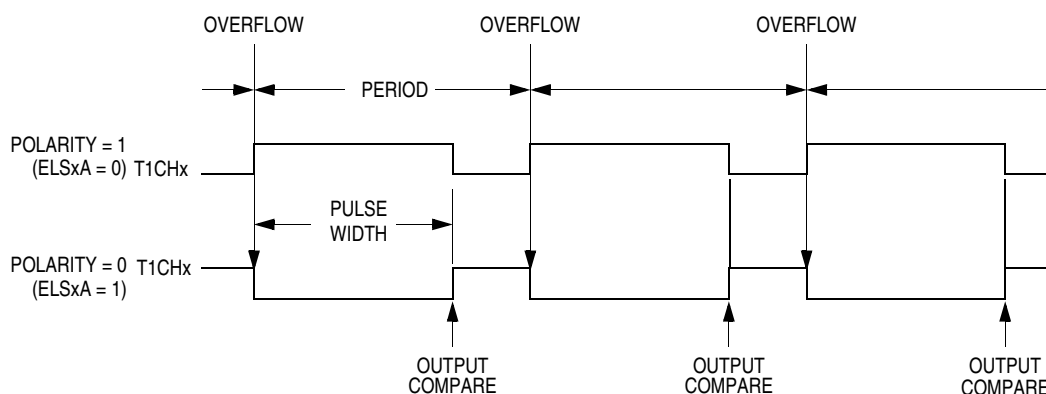 OVERFLOW OVERFLOW OVERFLOW
PERIOD
POLARITY = 1
(ELSxA = 0) T1CHx
PULSE
WIDTH
POLARITY = 0 T1CHx
(ELSxA = 1)
OUTPUT OUTPUT OUTPUT
COMPARE COMPARE COMPARE